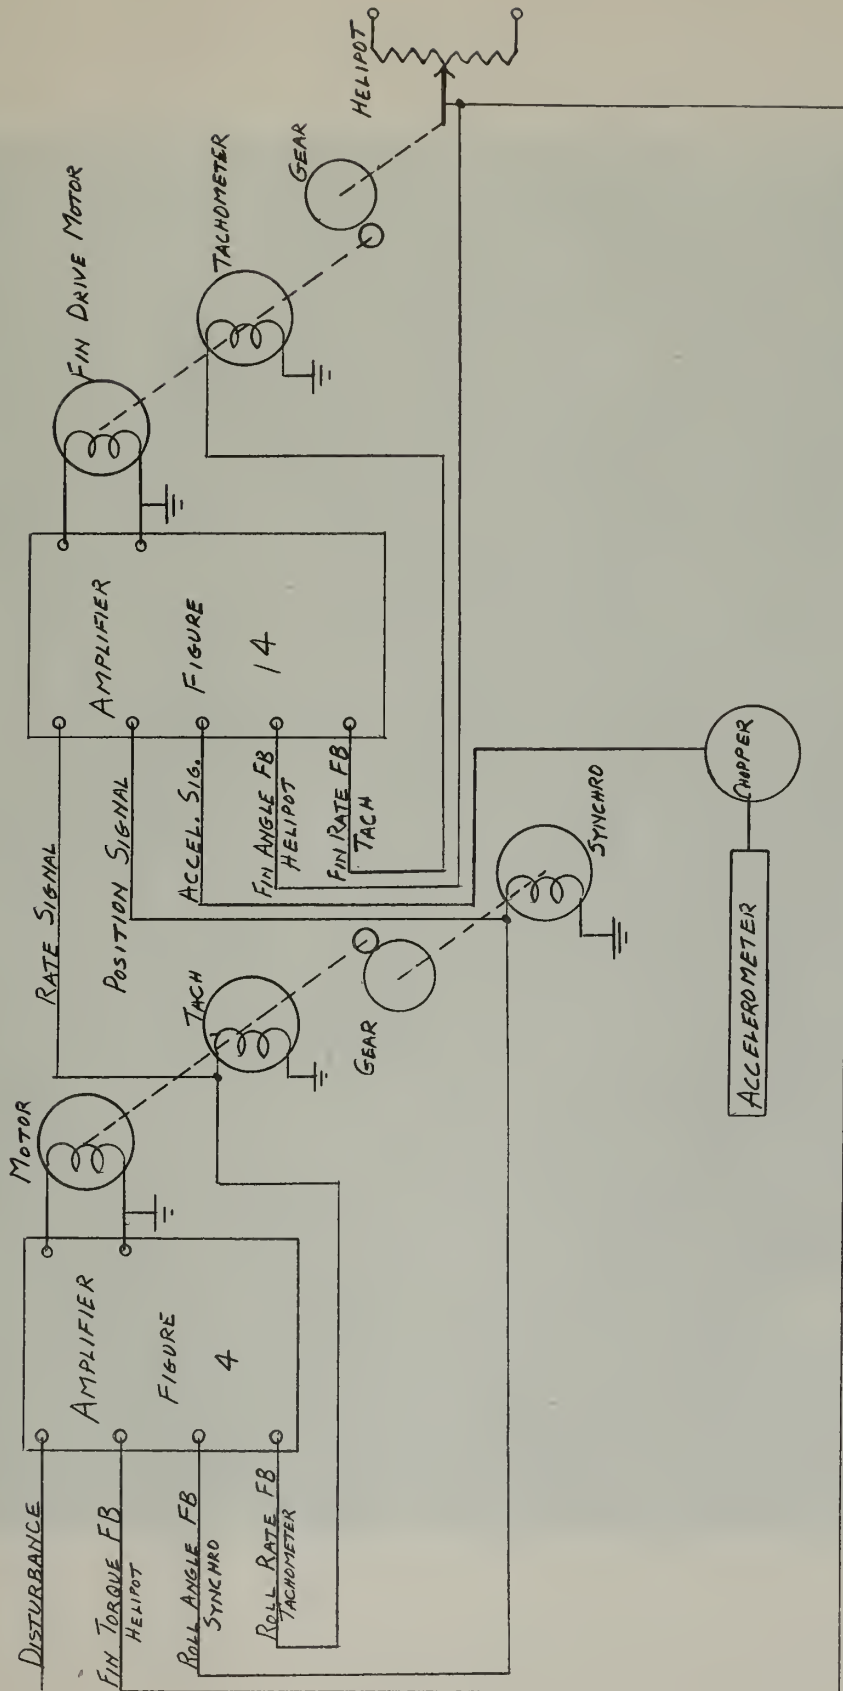 DISTURBANCE
FIN TORQUE FB
HELIPOT
ROLL ANGLE FB
SYNCHRO
ROLL RATE FB
TACHOMETER
AMPLIFIER
FIGURE
4
MOTOR
TACH
GEAR
SYNCHRO
RATE SIGNAL
POSITION SIGNAL
ACCEL. SIG.
FIN ANGLE FB
HELIPOT
FIN RATE FB
TACH
AMPLIFIER
FIGURE
14
FIN DRIVE MOTOR
TACHOMETER
GEAR
HELIPOT
ACCELEROMETER
CHOPPER